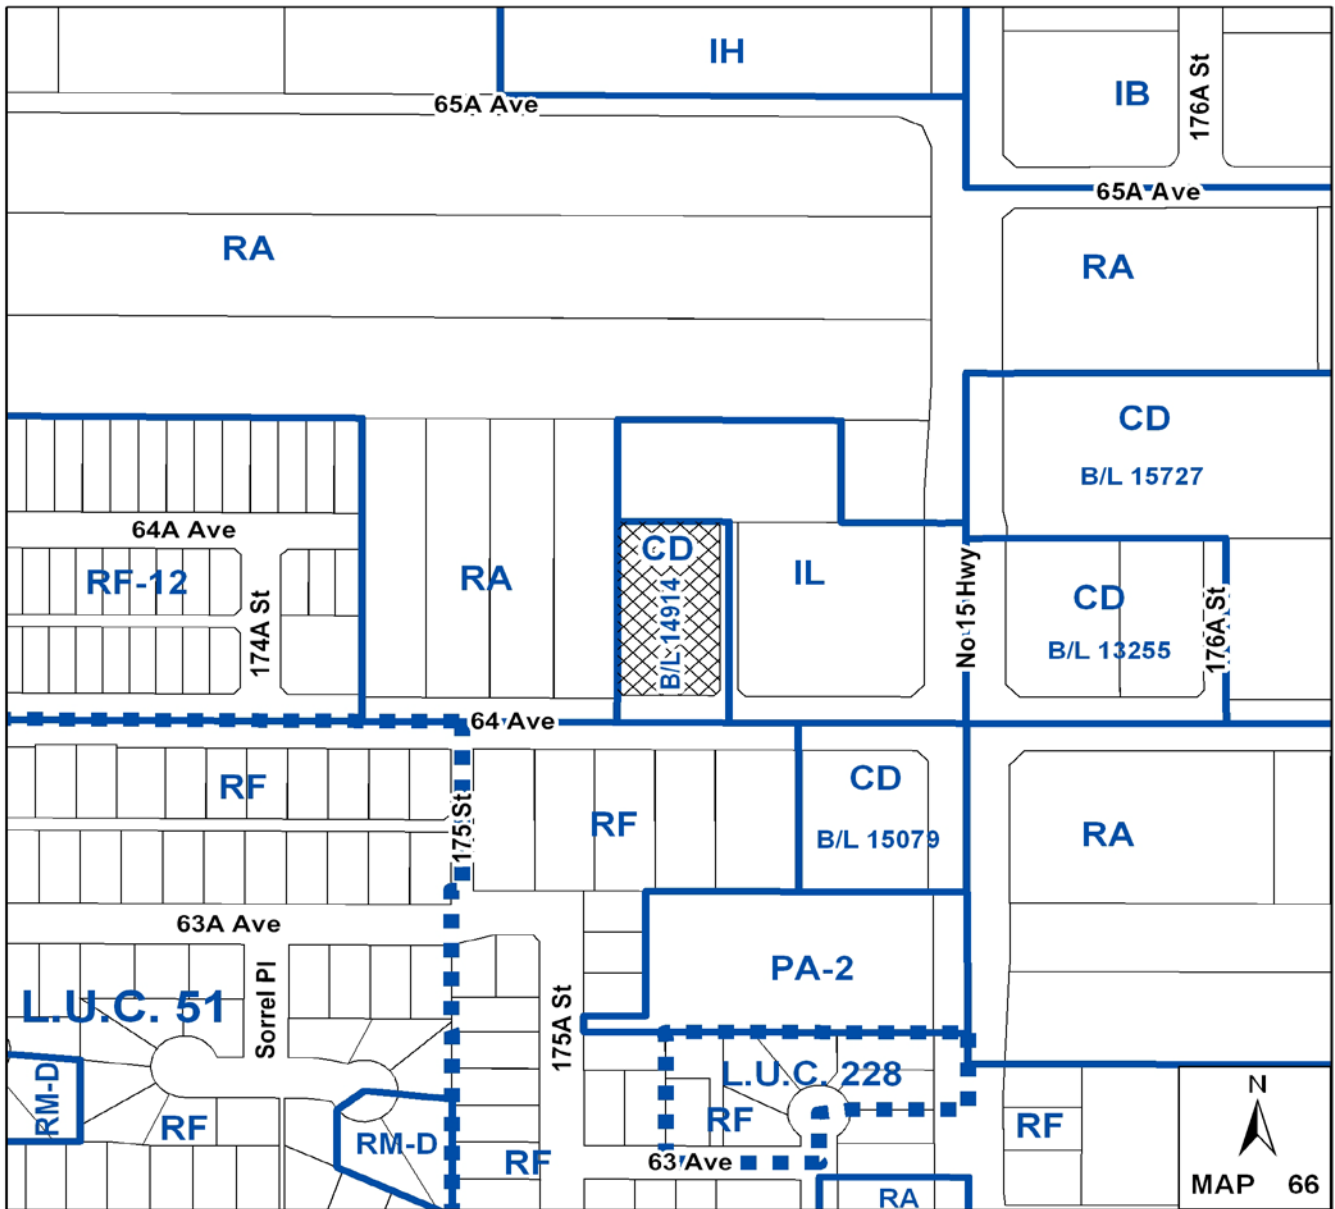 IH
IB
176A St
65A Ave
65A Ave
RA
RA
CD
B/L 15727
64A Ave
RF-12
174A St
RA
CD
B/L 14914
IL
No 15 Hwy
CD
B/L 13255
176A St
64 Ave
RF
175 St
RF
CD
B/L 15079
RA
63A Ave
PA-2
L.U.C. 51
Sorrel Pl
175A St
L.U.C. 228
RM-D
RF
RM-D
RF
RF
63 Ave
RA
RF
N
MAP 66